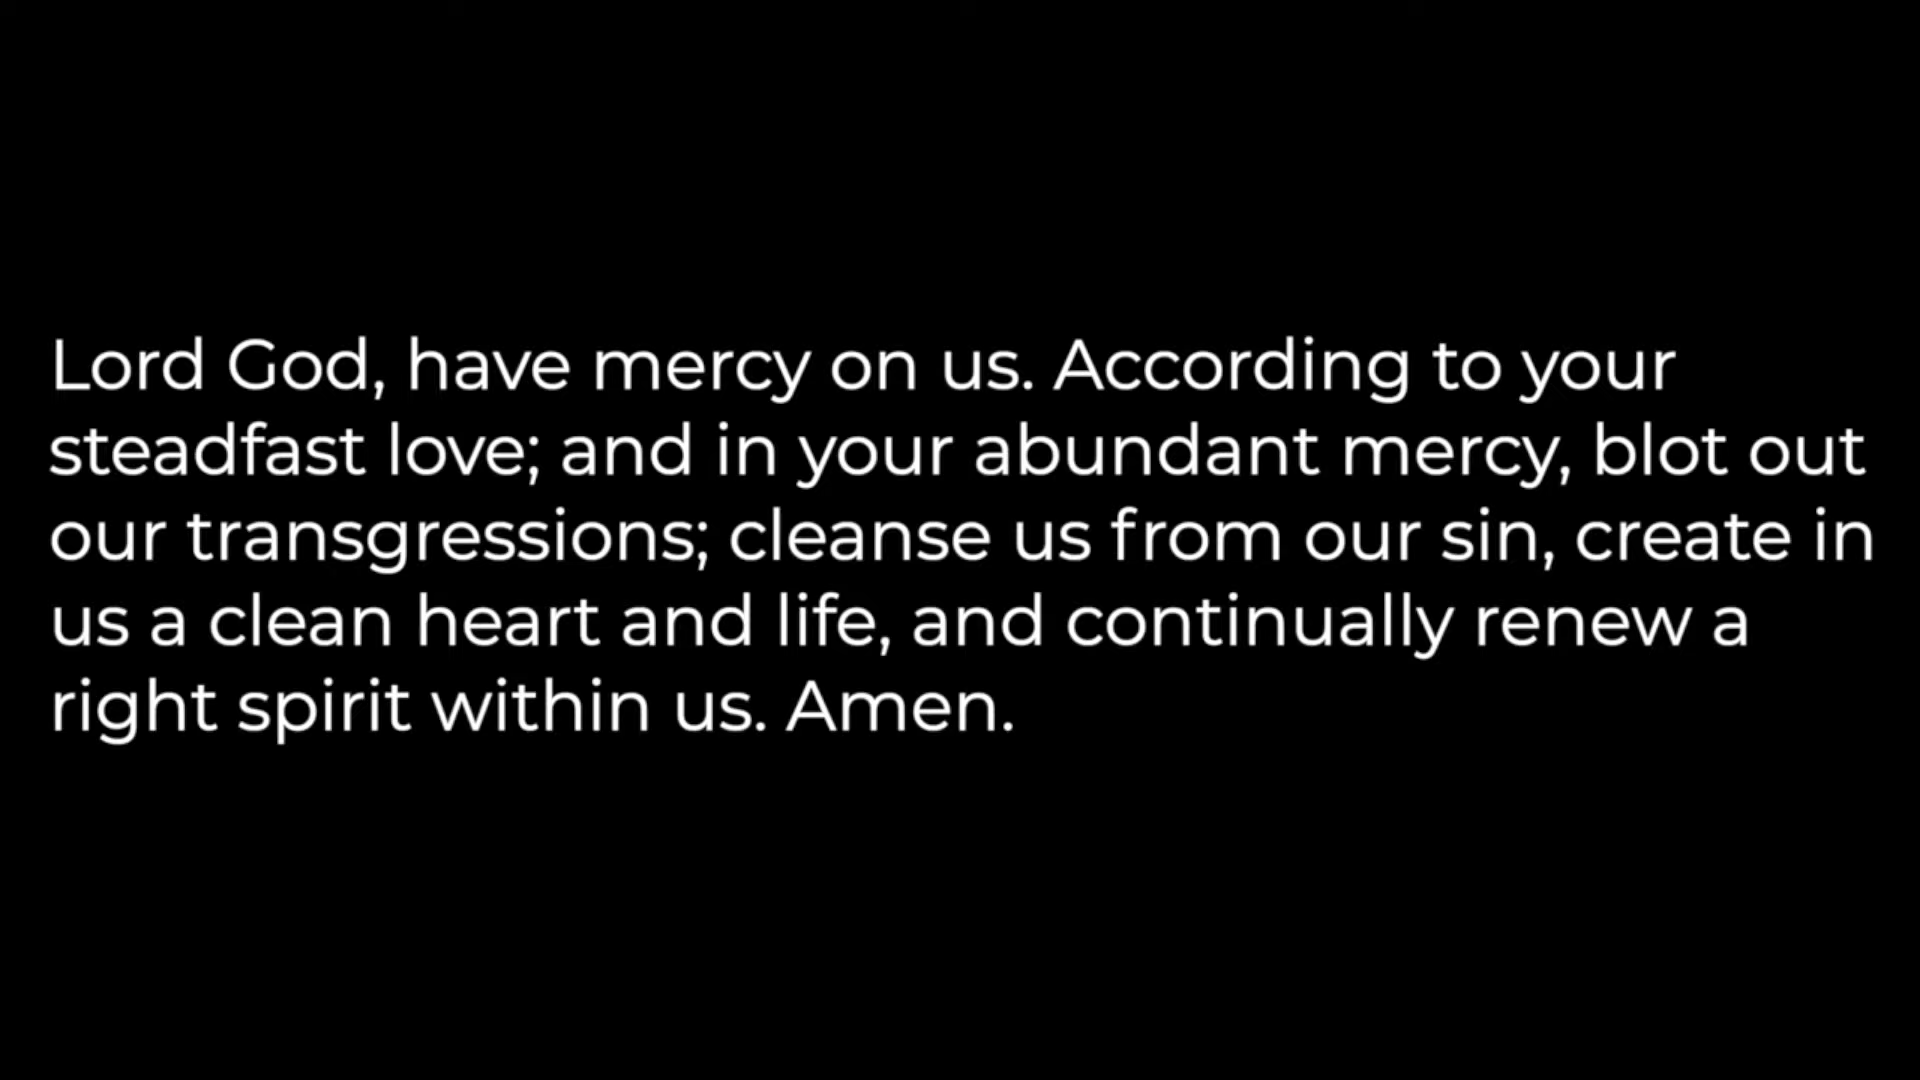 Lord God, have mercy on us. According to your
steadfast love; and in your abundant mercy, blot out
our transgressions; cleanse us from our sin, create in
us a clean heart and life, and continually renew a
right spirit within us. Amen.